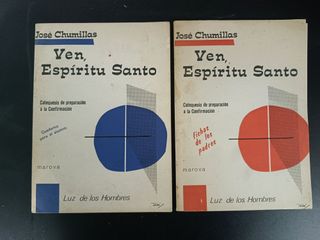 José Chumillas
Ven,
Espíritu Santo
Catequesis de preparación
a la Confirmación
Cuaderno
para el alumno
marova
Luz de los Hombres
José Chumillas
Ven,
Espíritu Santo
Catequesis de preparación
a la Confirmación
fichas
de los
padres
marova
Luz de los Hombres